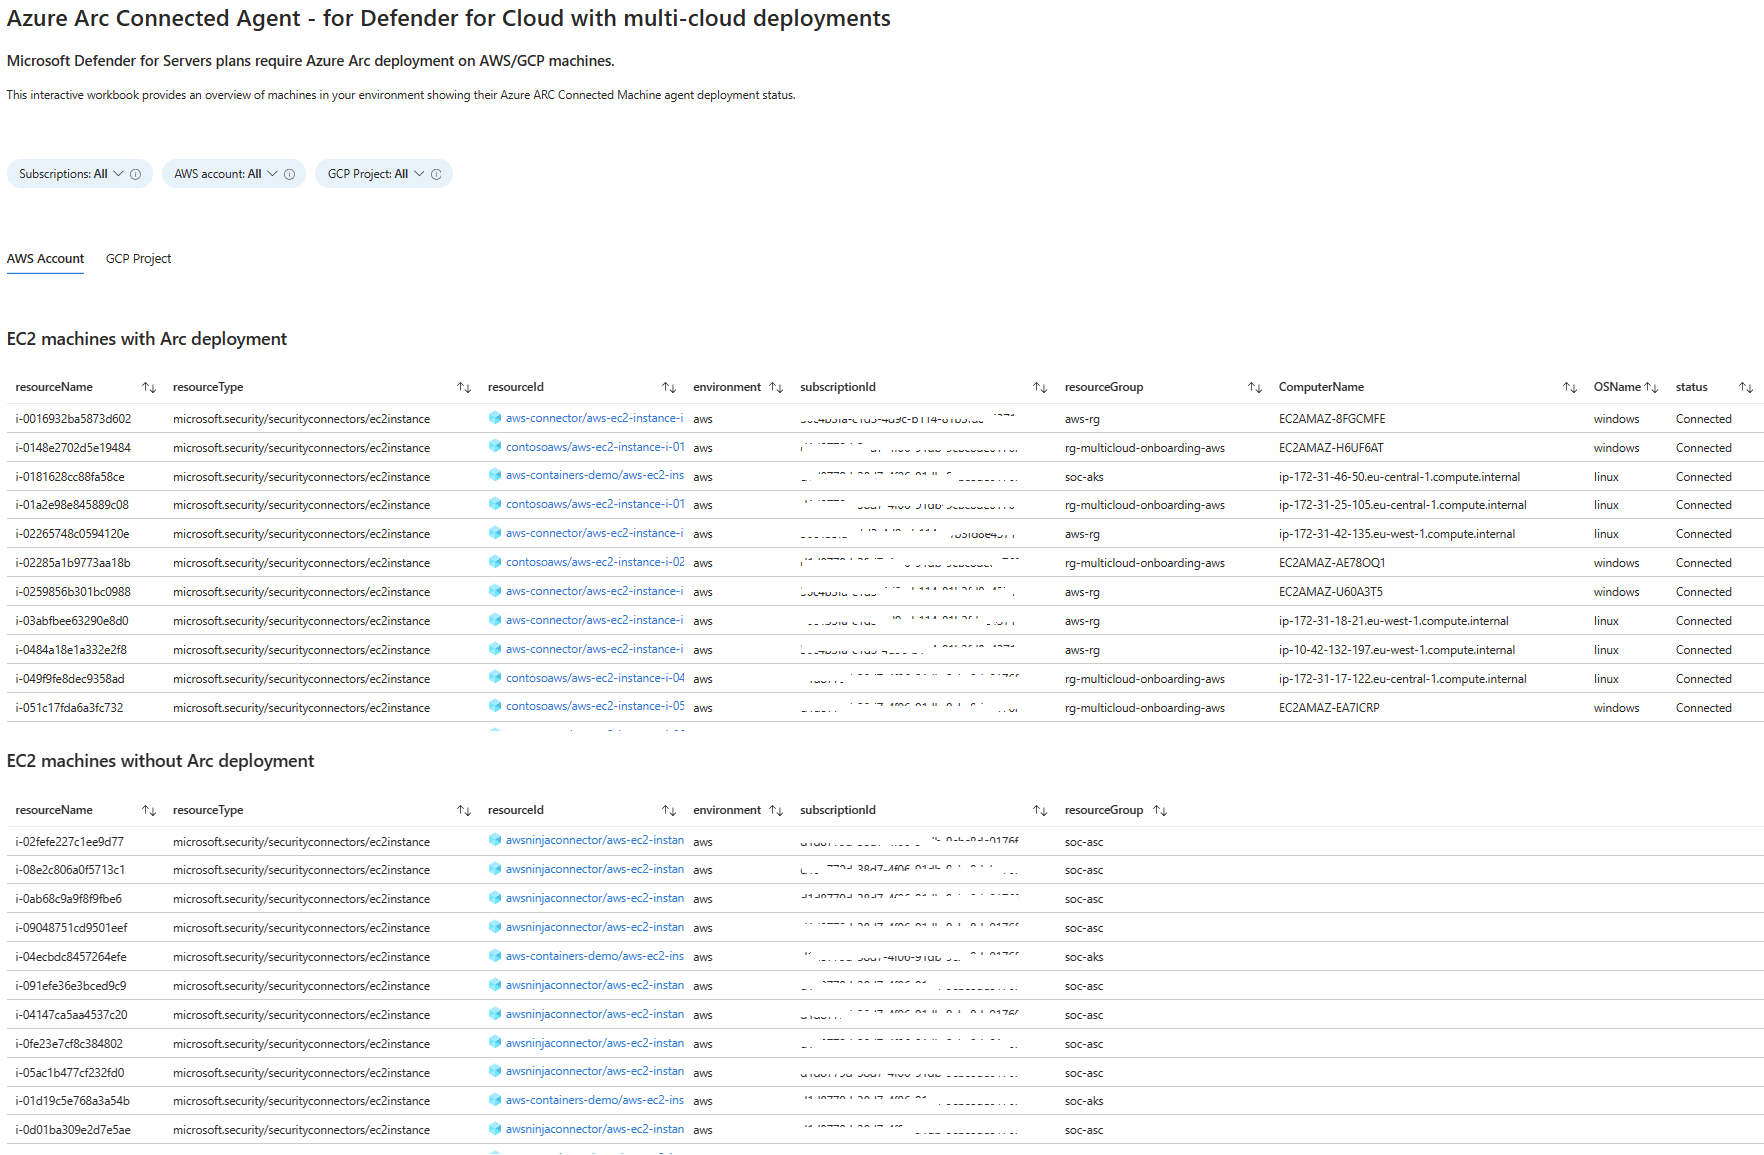 Azure Arc Connected Agent - for Defender for Cloud with multi-cloud deployments
Microsoft Defender for Servers plans require Azure Arc deployment on AWS/GCP machines.
This interactive workbook provides an overview of machines in your environment showing their Azure ARC Connected Machine agent deployment status.
Subscriptions: All AWS account: All GCP Project: All
AWS Account GCP Project
EC2 machines with Arc deployment
resourceName resourceType resourceId environment subscriptionId resourceGroup ComputerName OSName status
i-0016932ba5873d602 microsoft.security/securityconnectors/ec2instance aws-connector/aws-ec2-instance-i aws aws-rg EC2AMAZ-8FGCMFE windows Connected
i-0148e2702d5e19484 microsoft.security/securityconnectors/ec2instance contosoaws/aws-ec2-instance-i-01 aws rg-multicloud-onboarding-aws EC2AMAZ-H6UF6AT windows Connected
i-0181628cc88fa58ce microsoft.security/securityconnectors/ec2instance aws-containers-demo/aws-ec2-ins aws soc-aks ip-172-31-46-50.eu-central-1.compute.internal linux Connected
i-01a2e98e845889c08 microsoft.security/securityconnectors/ec2instance contosoaws/aws-ec2-instance-i-01 aws rg-multicloud-onboarding-aws ip-172-31-25-105.eu-central-1.compute.internal linux Connected
i-02265748c0594120e microsoft.security/securityconnectors/ec2instance aws-connector/aws-ec2-instance-i aws aws-rg ip-172-31-42-135.eu-west-1.compute.internal linux Connected
i-02285a1b9773aa18b microsoft.security/securityconnectors/ec2instance contosoaws/aws-ec2-instance-i-02 aws rg-multicloud-onboarding-aws EC2AMAZ-AE78OQ1 windows Connected
i-0259856b301bc0988 microsoft.security/securityconnectors/ec2instance aws-connector/aws-ec2-instance-i aws aws-rg EC2AMAZ-U60A3T5 windows Connected
i-03abfbee63290e8d0 microsoft.security/securityconnectors/ec2instance aws-connector/aws-ec2-instance-i aws aws-rg ip-172-31-18-21.eu-west-1.compute.internal linux Connected
i-0484a18e1a332e2f8 microsoft.security/securityconnectors/ec2instance aws-connector/aws-ec2-instance-i aws aws-rg ip-10-42-132-197.eu-west-1.compute.internal linux Connected
i-049f9fe8dec9358ad microsoft.security/securityconnectors/ec2instance contosoaws/aws-ec2-instance-i-04 aws rg-multicloud-onboarding-aws ip-172-31-17-122.eu-central-1.compute.internal linux Connected
i-051c17fda6a3fc732 microsoft.security/securityconnectors/ec2instance contosoaws/aws-ec2-instance-i-05 aws rg-multicloud-onboarding-aws EC2AMAZ-EA7ICRP windows Connected
EC2 machines without Arc deployment
resourceName resourceType resourceId environment subscriptionId resourceGroup
i-02fefe227c1ee9d77 microsoft.security/securityconnectors/ec2instance awsninjaconnector/aws-ec2-instan aws soc-asc
i-08e2c806a0f5713c1 microsoft.security/securityconnectors/ec2instance awsninjaconnector/aws-ec2-instan aws soc-asc
i-0ab68c9a9f8f9fbe6 microsoft.security/securityconnectors/ec2instance awsninjaconnector/aws-ec2-instan aws soc-asc
i-09048751cd9501eef microsoft.security/securityconnectors/ec2instance awsninjaconnector/aws-ec2-instan aws soc-asc
i-04ecbdc8457264efe microsoft.security/securityconnectors/ec2instance aws-containers-demo/aws-ec2-ins aws soc-aks
i-091efe36e3bced9c9 microsoft.security/securityconnectors/ec2instance awsninjaconnector/aws-ec2-instan aws soc-asc
i-04147ca5aa4537c20 microsoft.security/securityconnectors/ec2instance awsninjaconnector/aws-ec2-instan aws soc-asc
i-0fe23e7cf8c384802 microsoft.security/securityconnectors/ec2instance awsninjaconnector/aws-ec2-instan aws soc-asc
i-05ac1b477cf232fd0 microsoft.security/securityconnectors/ec2instance awsninjaconnector/aws-ec2-instan aws soc-asc
i-01d19c5e768a3a54b microsoft.security/securityconnectors/ec2instance aws-containers-demo/aws-ec2-ins aws soc-aks
i-0d01ba309e2d7e5ae microsoft.security/securityconnectors/ec2instance awsninjaconnector/aws-ec2-instan aws soc-asc